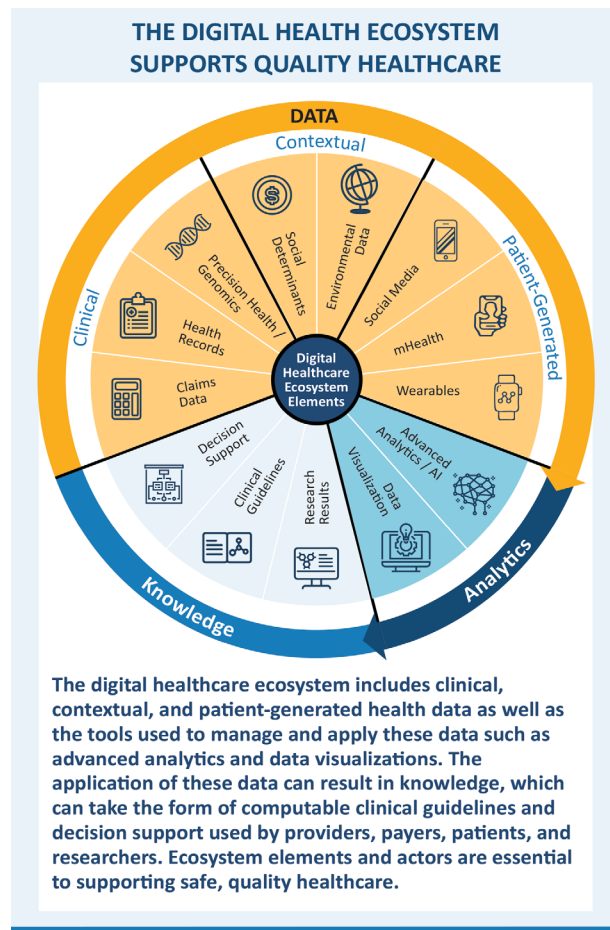 THE DIGITAL HEALTH ECOSYSTEM
SUPPORTS QUALITY HEALTHCARE
DATA
Contextual
Clinical
Patient-Generated
Claims
Data
Health
Records
Precision Health /
Genomics
Social
Determinants
Environmental
Data
Social Media
mHealth
Wearables
Advanced
Analytics / AI
Data
Visualization
Research
Results
Clinical
Guidelines
Decision
Support
Digital
Healthcare
Ecosystem
Elements
Analytics
Knowledge
The digital healthcare ecosystem includes clinical,
contextual, and patient-generated health data as well as
the tools used to manage and apply these data such as
advanced analytics and data visualizations. The
application of these data can result in knowledge, which
can take the form of computable clinical guidelines and
decision support used by providers, payers, patients, and
researchers. Ecosystem elements and actors are essential
to supporting safe, quality healthcare.